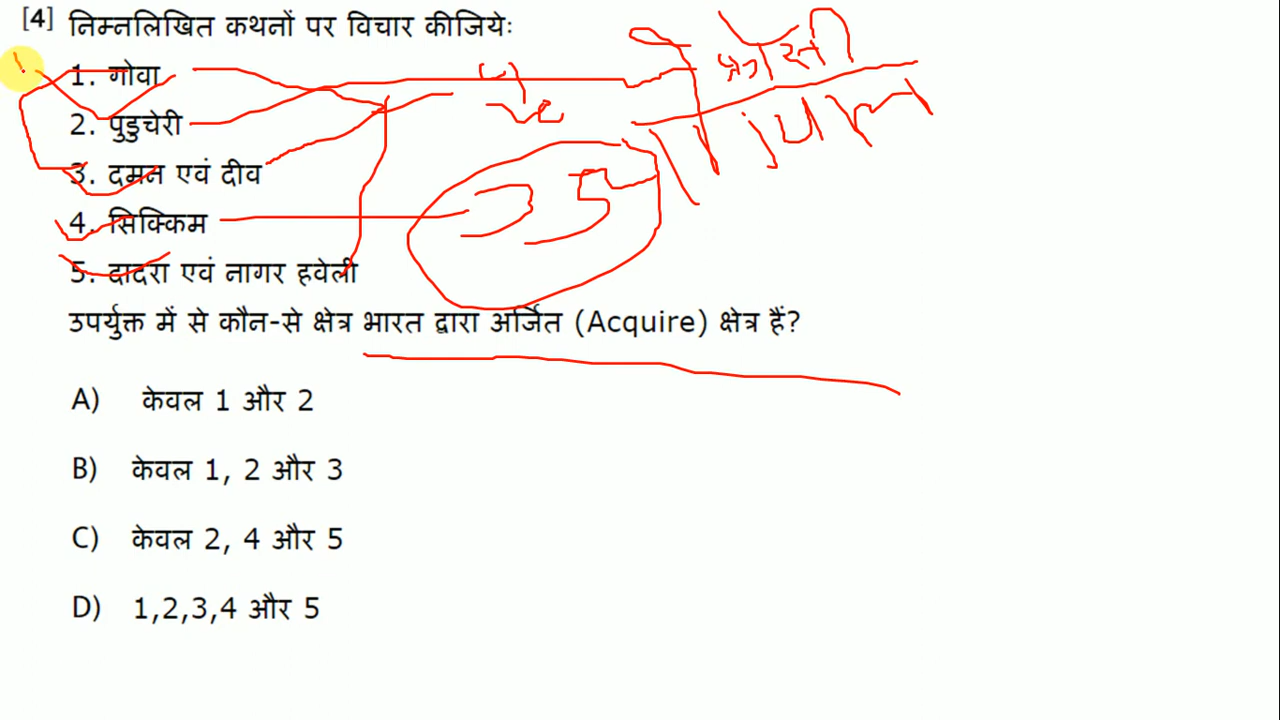 [4] निम्नलिखित कथनों पर विचार कीजियेः
1. गोवा
2. पुडुचेरी
3. दमन एवं दीव
4. सिक्किम
5. दादरा एवं नागर हवेली
35
उपर्युक्त में से कौन-से क्षेत्र भारत द्वारा अर्जित (Acquire) क्षेत्र हैं?
A) केवल 1 और 2
B) केवल 1, 2 और 3
C) केवल 2, 4 और 5
D) 1,2,3,4 और 5